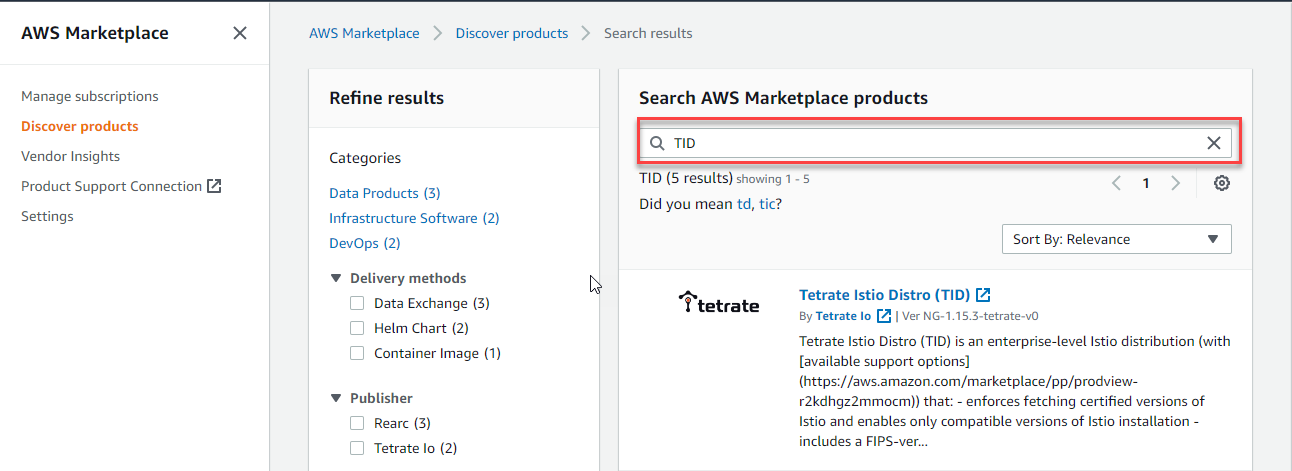 AWS Marketplace
Manage subscriptions
Discover products
Vendor Insights
Product Support Connection
Settings
AWS Marketplace
Discover products
Search results
Refine results
Categories
Data Products (3)
Infrastructure Software (2)
DevOps (2)
Delivery methods
Data Exchange (3)
Helm Chart (2)
Container Image (1)
Publisher
Rearc (3)
Tetrate Io (2)
Search AWS Marketplace products
TID
TID (5 results) showing 1 - 5
1
Did you mean td, tic?
Sort By: Relevance
tetrate
Tetrate Istio Distro (TID)
By Tetrate Io | Ver NG-1.15.3-tetrate-v0
Tetrate Istio Distro (TID) is an enterprise-level Istio distribution (with
[available support options]
(https://aws.amazon.com/marketplace/pp/prodview-
r2kdhgz2mmocm)) that: - enforces fetching certified versions of
Istio and enables only compatible versions of Istio installation -
includes a FIPS-ver...